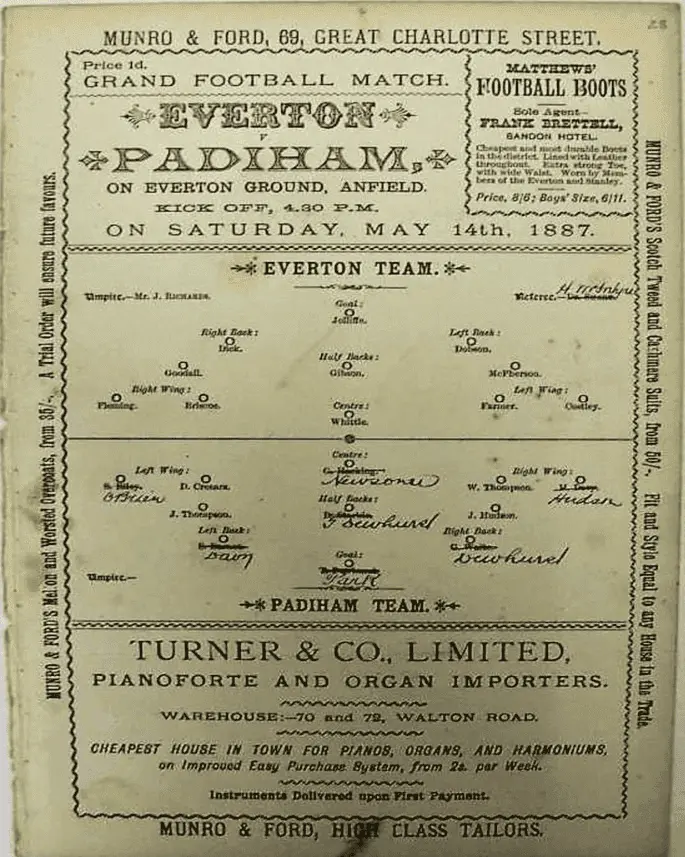 28
MUNRO & FORD, 69, GREAT CHARLOTTE STREET.
Price 1d.
GRAND FOOTBALL MATCH.
EVERTON
v
PADIHAM,
ON EVERTON GROUND, ANFIELD.
KICK OFF, 4.30 P.M.
MATTHEWS'
FOOTBALL BOOTS
Sole Agent—
FRANK BRETTELL,
SANDON HOTEL.
Cheapest and most durable Boots
in the district. Lined with Leather
throughout. Extra strong Toe,
with wide Waist. Worn by Mem-
bers of the Everton and Stanley.
Price, 8/6; Boys' Size, 6/11.
ON SATURDAY, MAY 14th, 1887.
EVERTON TEAM.
Umpire.—Mr. J. RICHARDS.
Referee.—
Goal:
Jolliffe.
Right Back:
Dick.
Left Back:
Dobson.
Half Backs:
Goodall.
Gibson.
McPherson.
Right Wing:
Left Wing:
Fleming.
Briscoe.
Centre:
Farmer.
Costley.
Whittle.
Centre:
Left Wing:
Right Wing:
S. Riley.
D. Cressra.
Newsome
W. Thompson.
O'Brien
Hudson
Half Backs:
J. Thompson.
T Dewhurst
J. Hudson.
Left Back:
Right Back:
Dawn
Dewhurst
Goal:
Park
Umpire.—
PADIHAM TEAM.
TURNER & CO., LIMITED,
PIANOFORTE AND ORGAN IMPORTERS.
WAREHOUSE:—70 and 72, WALTON ROAD.
CHEAPEST HOUSE IN TOWN FOR PIANOS, ORGANS, AND HARMONIUMS,
on Improved Easy Purchase System, from 2s. per Week.
Instruments Delivered upon First Payment.
MUNRO & FORD, HIGH CLASS TAILORS.
MUNRO & FORD'S Melton and Worsted Overcoats, from 35/-. A Trial Order will ensure future favours.
MUNRO & FORD'S Scotch Tweed and Cashmere Suits, from 50/-. Fit and Style Equal to any House in the Trade.